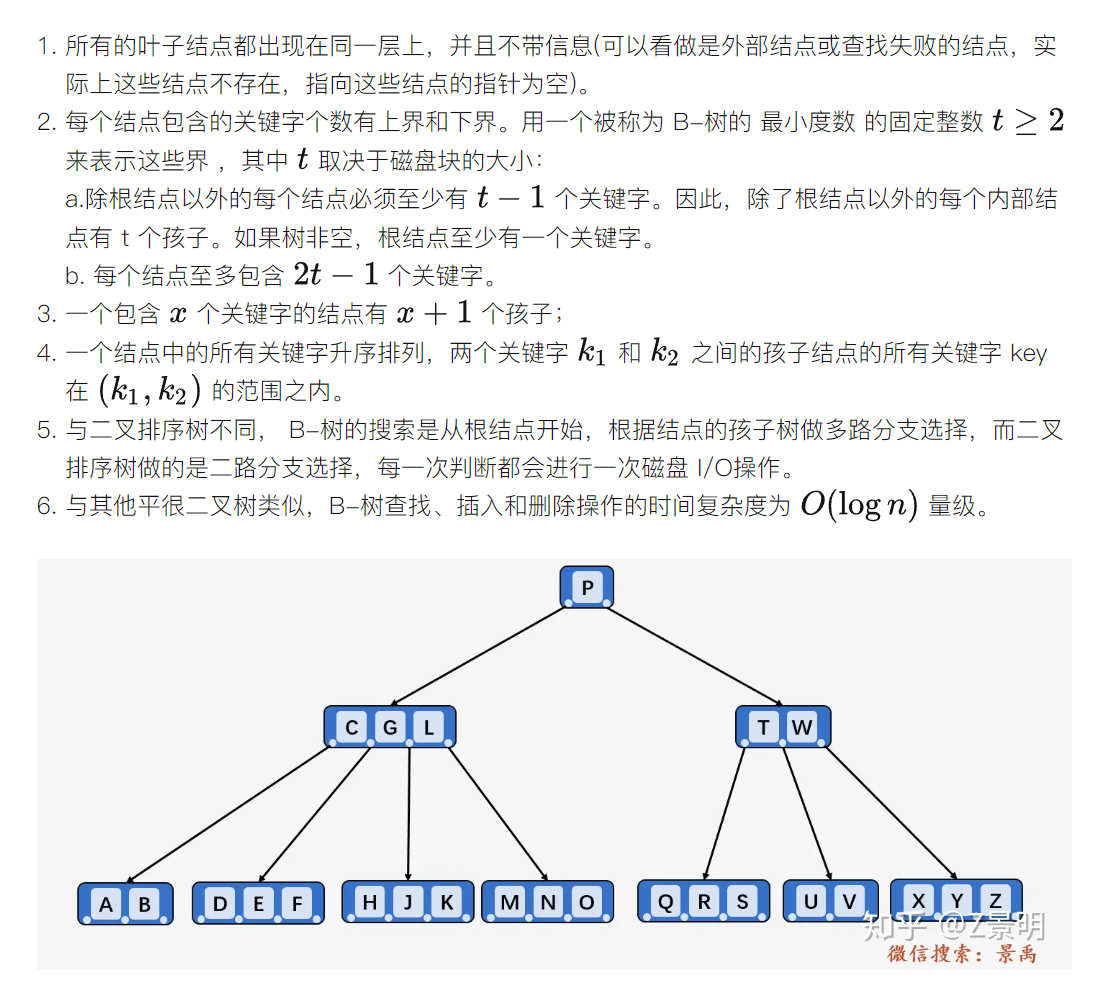 1. 所有的叶子结点都出现在同一层上，并且不带信息(可以看做是外部结点或查找失败的结点，实
际上这些结点不存在，指向这些结点的指针为空)。
2. 每个结点包含的关键字个数有上界和下界。用一个被称为 B-树的 最小度数 的固定整数 t ≥ 2
来表示这些界 ，其中 t 取决于磁盘块的大小：
a.除根结点以外的每个结点必须至少有 t − 1 个关键字。因此，除了根结点以外的每个内部结
点有 t 个孩子。如果树非空，根结点至少有一个关键字。
b. 每个结点至多包含 2t − 1 个关键字。
3. 一个包含 x 个关键字的结点有 x + 1 个孩子；
4. 一个结点中的所有关键字升序排列，两个关键字 k₁ 和 k₂ 之间的孩子结点的所有关键字 key
在 (k₁, k₂) 的范围之内。
5. 与二叉排序树不同， B-树的搜索是从根结点开始，根据结点的孩子树做多路分支选择，而二叉
排序树做的是二路分支选择，每一次判断都会进行一次磁盘 I/O操作。
6. 与其他平很二叉树类似，B-树查找、插入和删除操作的时间复杂度为 O(log n) 量级。
P
C G L T W
A B D E F H J K M N O Q R S U V X Y Z
知乎 @Z景明
微信搜索：景禹